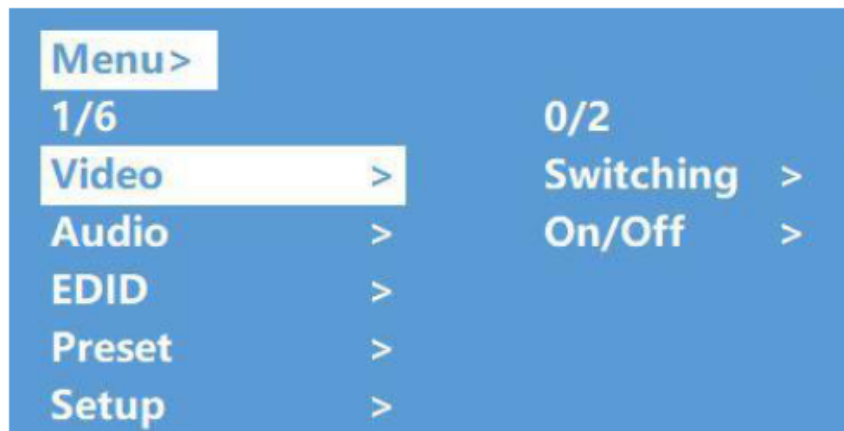 Menu>
1/6 0/2
Video > Switching >
Audio > On/Off >
EDID >
Preset >
Setup >